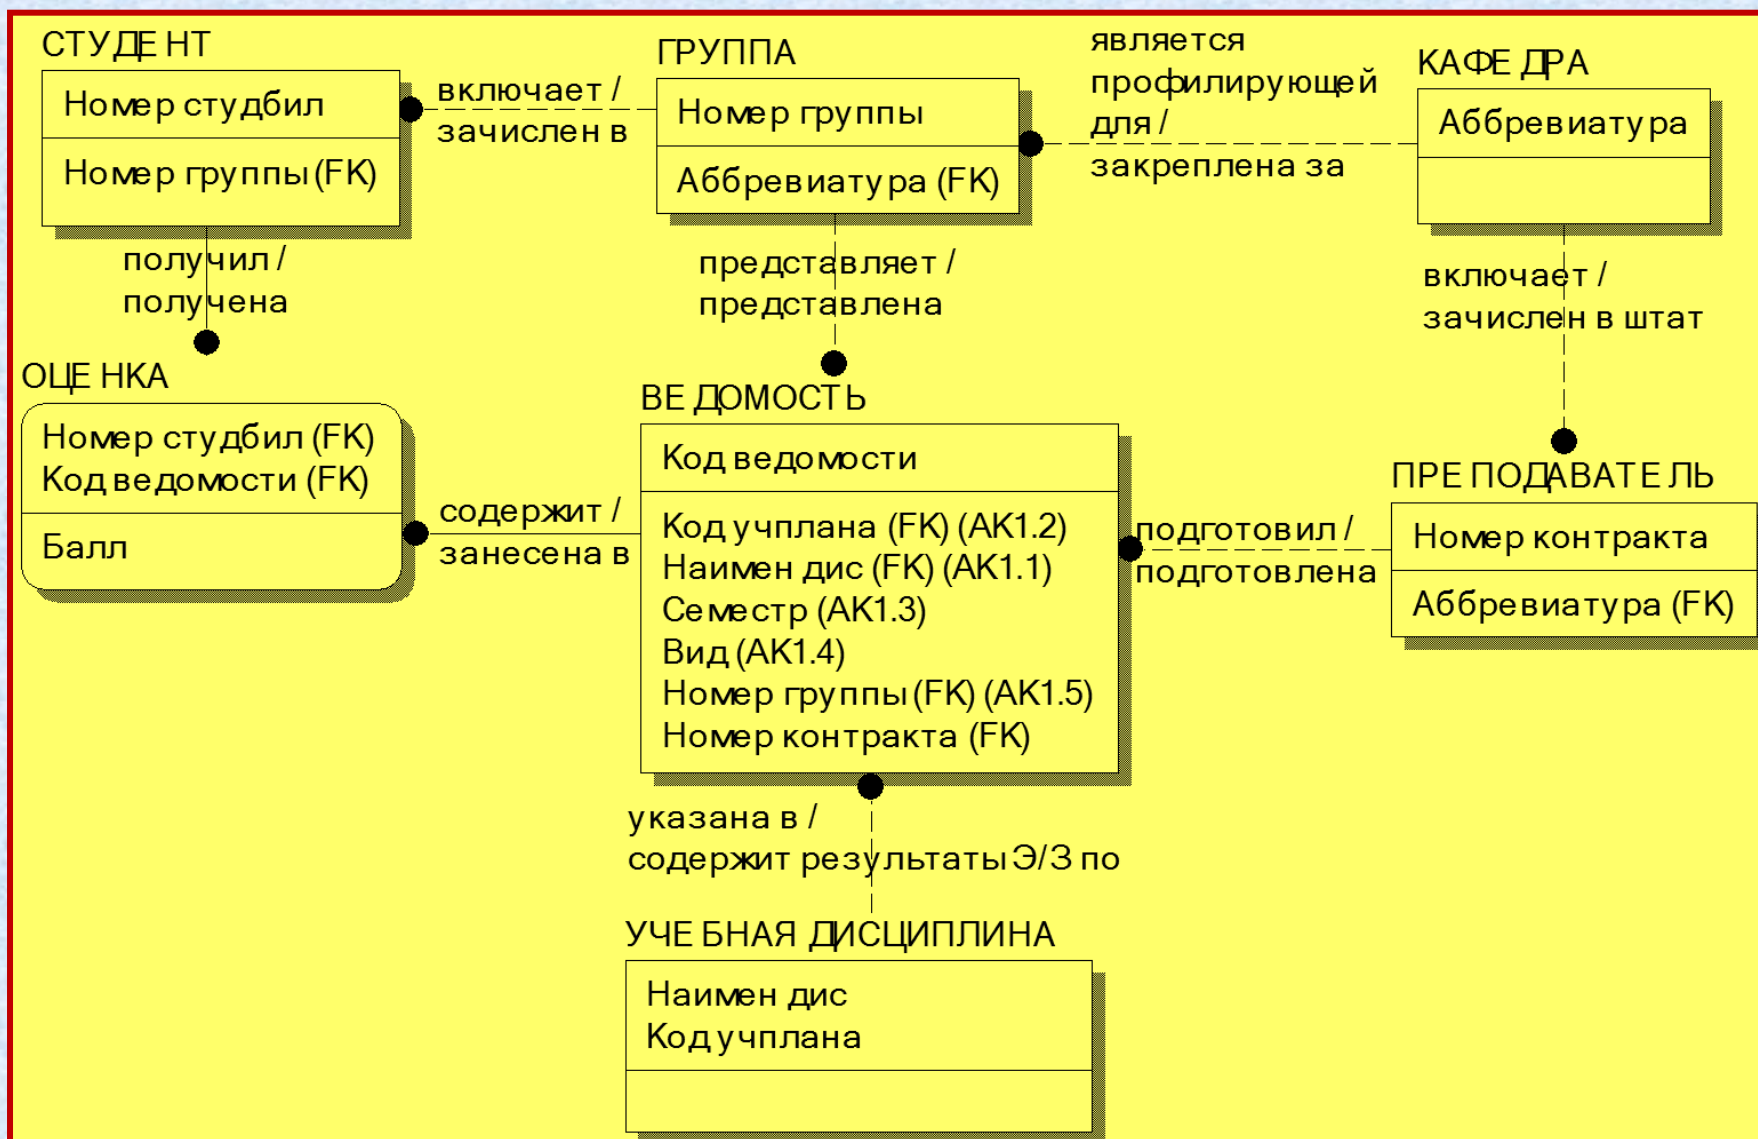 СТУДЕНТ
Номер студбил
Номер группы (FK)
включает /
зачислен в
ГРУППА
Номер группы
Аббревиатура (FK)
является
профилирующей
для /
закреплена за
КАФЕДРА
Аббревиатура
получил /
получена
представляет /
представлена
включает /
зачислен в штат
ОЦЕНКА
Номер студбил (FK)
Код ведомости (FK)
Балл
содержит /
занесена в
ВЕДОМОСТЬ
Код ведомости
Код учплана (FK) (AK1.2)
Наимен дис (FK) (AK1.1)
Семестр (AK1.3)
Вид (AK1.4)
Номер группы (FK) (AK1.5)
Номер контракта (FK)
подготовил /
подготовлена
ПРЕПОДАВАТЕЛЬ
Номер контракта
Аббревиатура (FK)
указана в /
содержит результаты Э/З по
УЧЕБНАЯ ДИСЦИПЛИНА
Наимен дис
Код учплана